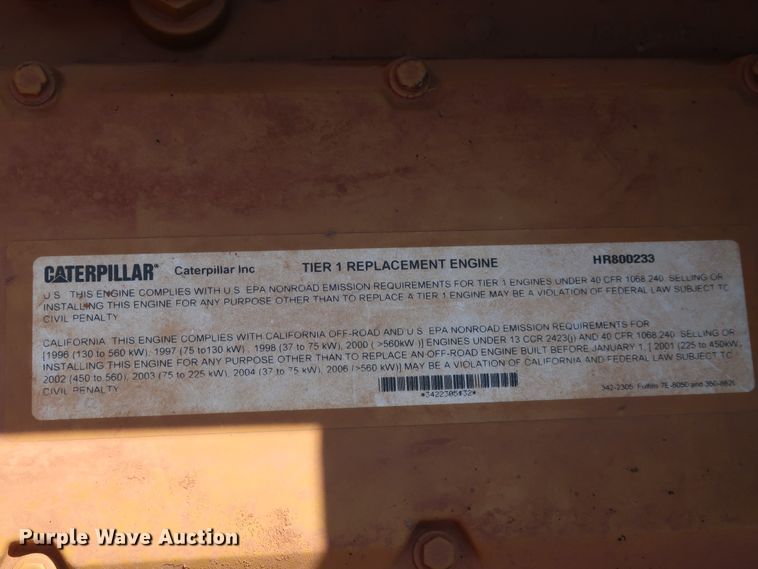 CATERPILLAR® Caterpillar Inc TIER 1 REPLACEMENT ENGINE HR800233
U.S. THIS ENGINE COMPLIES WITH U.S. EPA NONROAD EMISSION REQUIREMENTS FOR TIER 1 ENGINES UNDER 40 CFR 1068.240. SELLING OR
INSTALLING THIS ENGINE FOR ANY PURPOSE OTHER THAN TO REPLACE A TIER 1 ENGINE MAY BE A VIOLATION OF FEDERAL LAW SUBJECT TO
CIVIL PENALTY
CALIFORNIA. THIS ENGINE COMPLIES WITH CALIFORNIA OFF-ROAD AND U.S. EPA NONROAD EMISSION REQUIREMENTS FOR
[1996 (130 to 560 kW), 1997 (75 to130 kW), 1998 (37 to 75 kW), 2000 ( >560kW )] ENGINES UNDER 13 CCR 2423(j) AND 40 CFR 1068.240. SELLING OR
INSTALLING THIS ENGINE FOR ANY PURPOSE OTHER THAN TO REPLACE AN OFF-ROAD ENGINE BUILT BEFORE JANUARY 1, [ 2001 (225 to 450kW,
2002 (450 to 560), 2003 (75 to 225 kW), 2004 (37 to 75 kW), 2006 (>560 kW)] MAY BE A VIOLATION OF CALIFORNIA AND FEDERAL LAW SUBJECT TO
CIVIL PENALTY
*3422305#32*
342-2305. Fulfills 7E-8050 and
Purple Wave Auction